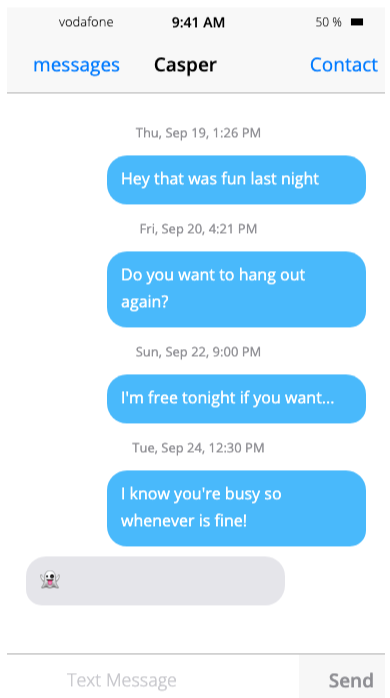 vodafone 9:41 AM 50 %
messages Casper Contact
Thu, Sep 19, 1:26 PM
Hey that was fun last night
Fri, Sep 20, 4:21 PM
Do you want to hang out
again?
Sun, Sep 22, 9:00 PM
I'm free tonight if you want...
Tue, Sep 24, 12:30 PM
I know you're busy so
whenever is fine!
👻
Text Message Send